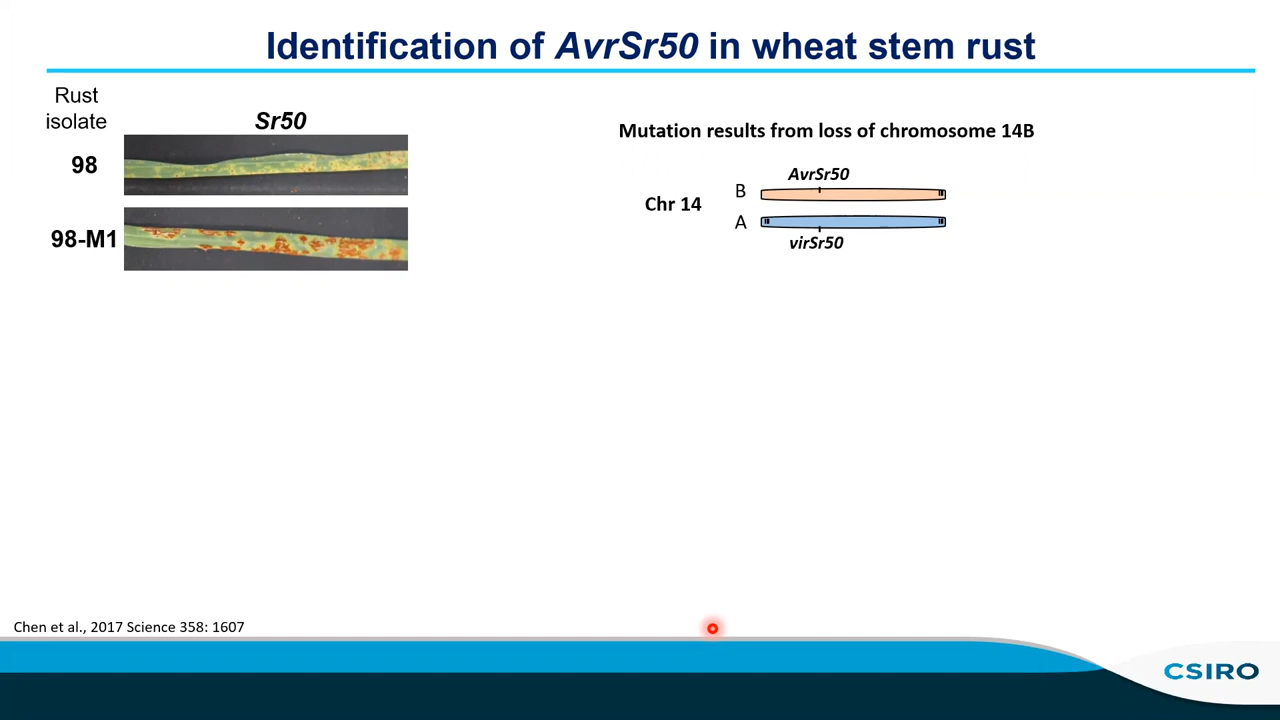 Identification of AvrSr50 in wheat stem rust
Rust
isolate
Sr50
98
98-M1
Mutation results from loss of chromosome 14B
AvrSr50
B
Chr 14
A
virSr50
Chen et al., 2017 Science 358: 1607
CSIRO